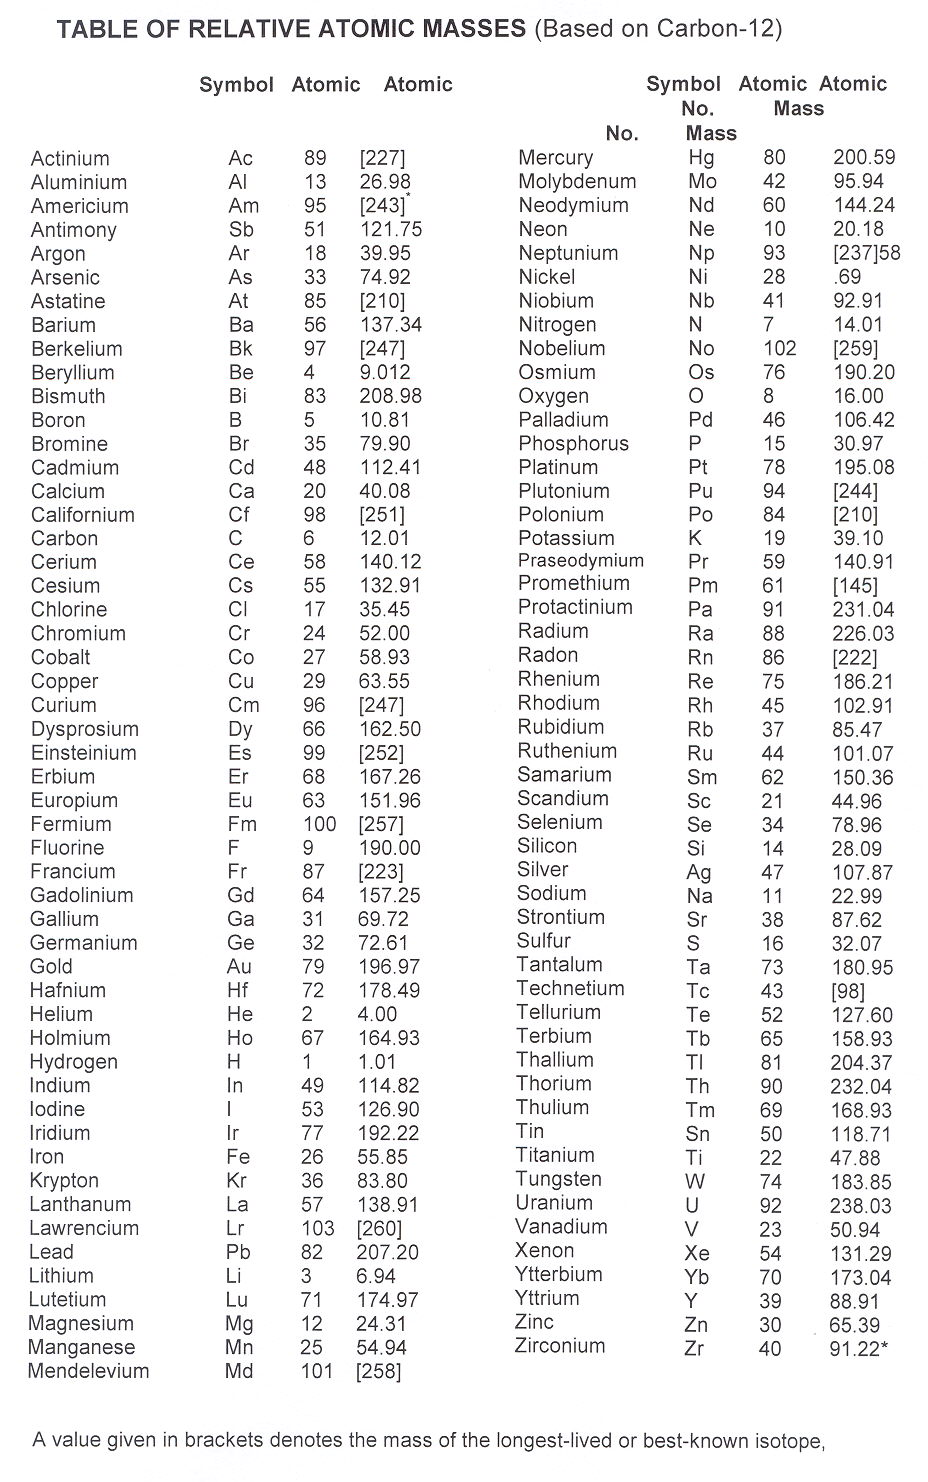 TABLE OF RELATIVE ATOMIC MASSES (Based on Carbon-12)
Symbol Atomic Atomic
Actinium Ac 89 [227]
Aluminium Al 13 26.98
Americium Am 95 [243]*
Antimony Sb 51 121.75
Argon Ar 18 39.95
Arsenic As 33 74.92
Astatine At 85 [210]
Barium Ba 56 137.34
Berkelium Bk 97 [247]
Beryllium Be 4 9.012
Bismuth Bi 83 208.98
Boron B 5 10.81
Bromine Br 35 79.90
Cadmium Cd 48 112.41
Calcium Ca 20 40.08
Californium Cf 98 [251]
Carbon C 6 12.01
Cerium Ce 58 140.12
Cesium Cs 55 132.91
Chlorine Cl 17 35.45
Chromium Cr 24 52.00
Cobalt Co 27 58.93
Copper Cu 29 63.55
Curium Cm 96 [247]
Dysprosium Dy 66 162.50
Einsteinium Es 99 [252]
Erbium Er 68 167.26
Europium Eu 63 151.96
Fermium Fm 100 [257]
Fluorine F 9 190.00
Francium Fr 87 [223]
Gadolinium Gd 64 157.25
Gallium Ga 31 69.72
Germanium Ge 32 72.61
Gold Au 79 196.97
Hafnium Hf 72 178.49
Helium He 2 4.00
Holmium Ho 67 164.93
Hydrogen H 1 1.01
Indium In 49 114.82
Iodine I 53 126.90
Iridium Ir 77 192.22
Iron Fe 26 55.85
Krypton Kr 36 83.80
Lanthanum La 57 138.91
Lawrencium Lr 103 [260]
Lead Pb 82 207.20
Lithium Li 3 6.94
Lutetium Lu 71 174.97
Magnesium Mg 12 24.31
Manganese Mn 25 54.94
Mendelevium Md 101 [258]
Symbol Atomic Atomic
No. Mass
No. Mass
Mercury Hg 80 200.59
Molybdenum Mo 42 95.94
Neodymium Nd 60 144.24
Neon Ne 10 20.18
Neptunium Np 93 [237]58
Nickel Ni 28 .69
Niobium Nb 41 92.91
Nitrogen N 7 14.01
Nobelium No 102 [259]
Osmium Os 76 190.20
Oxygen O 8 16.00
Palladium Pd 46 106.42
Phosphorus P 15 30.97
Platinum Pt 78 195.08
Plutonium Pu 94 [244]
Polonium Po 84 [210]
Potassium K 19 39.10
Praseodymium Pr 59 140.91
Promethium Pm 61 [145]
Protactinium Pa 91 231.04
Radium Ra 88 226.03
Radon Rn 86 [222]
Rhenium Re 75 186.21
Rhodium Rh 45 102.91
Rubidium Rb 37 85.47
Ruthenium Ru 44 101.07
Samarium Sm 62 150.36
Scandium Sc 21 44.96
Selenium Se 34 78.96
Silicon Si 14 28.09
Silver Ag 47 107.87
Sodium Na 11 22.99
Strontium Sr 38 87.62
Sulfur S 16 32.07
Tantalum Ta 73 180.95
Technetium Tc 43 [98]
Tellurium Te 52 127.60
Terbium Tb 65 158.93
Thallium Tl 81 204.37
Thorium Th 90 232.04
Thulium Tm 69 168.93
Tin Sn 50 118.71
Titanium Ti 22 47.88
Tungsten W 74 183.85
Uranium U 92 238.03
Vanadium V 23 50.94
Xenon Xe 54 131.29
Ytterbium Yb 70 173.04
Yttrium Y 39 88.91
Zinc Zn 30 65.39
Zirconium Zr 40 91.22*
A value given in brackets denotes the mass of the longest-lived or best-known isotope,